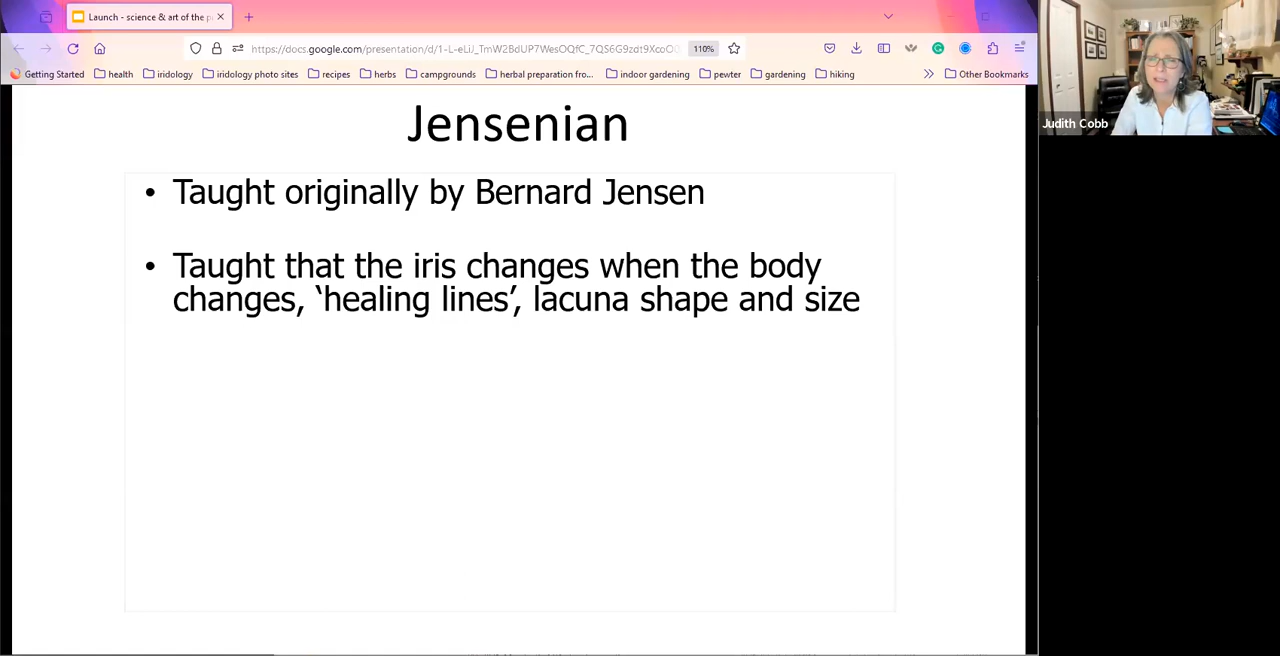 Launch - science & art of the p
https://docs.google.com/presentation/d/1-L-eLiJ_TmW2BdUP7WesOQfC_7QS6G9zdt9XcoO0
110%
Getting Started
health
iridology
iridology photo sites
recipes
herbs
campgrounds
herbal preparation fro...
indoor gardening
pewter
gardening
hiking
Other Bookmarks
Judith Cobb
Jensenian
• Taught originally by Bernard Jensen
• Taught that the iris changes when the body
changes, ‘healing lines’, lacuna shape and size